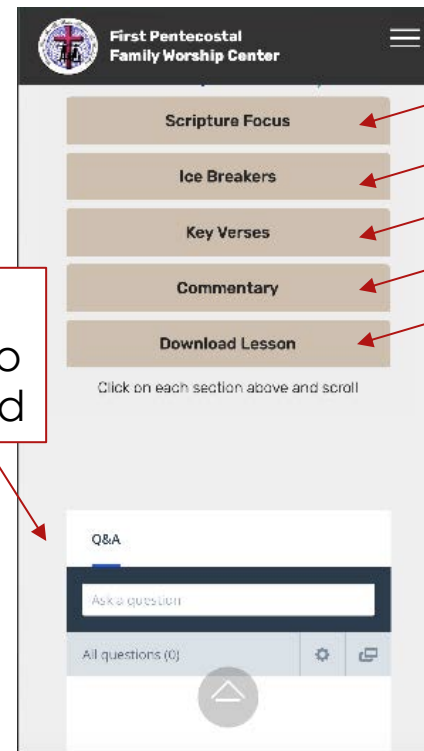 First Pentecostal
Family Worship Center
Scripture Focus
Ice Breakers
Key Verses
Commentary
Download Lesson
Click on each section above and scroll
Q&A
Ask a question
All questions (0)